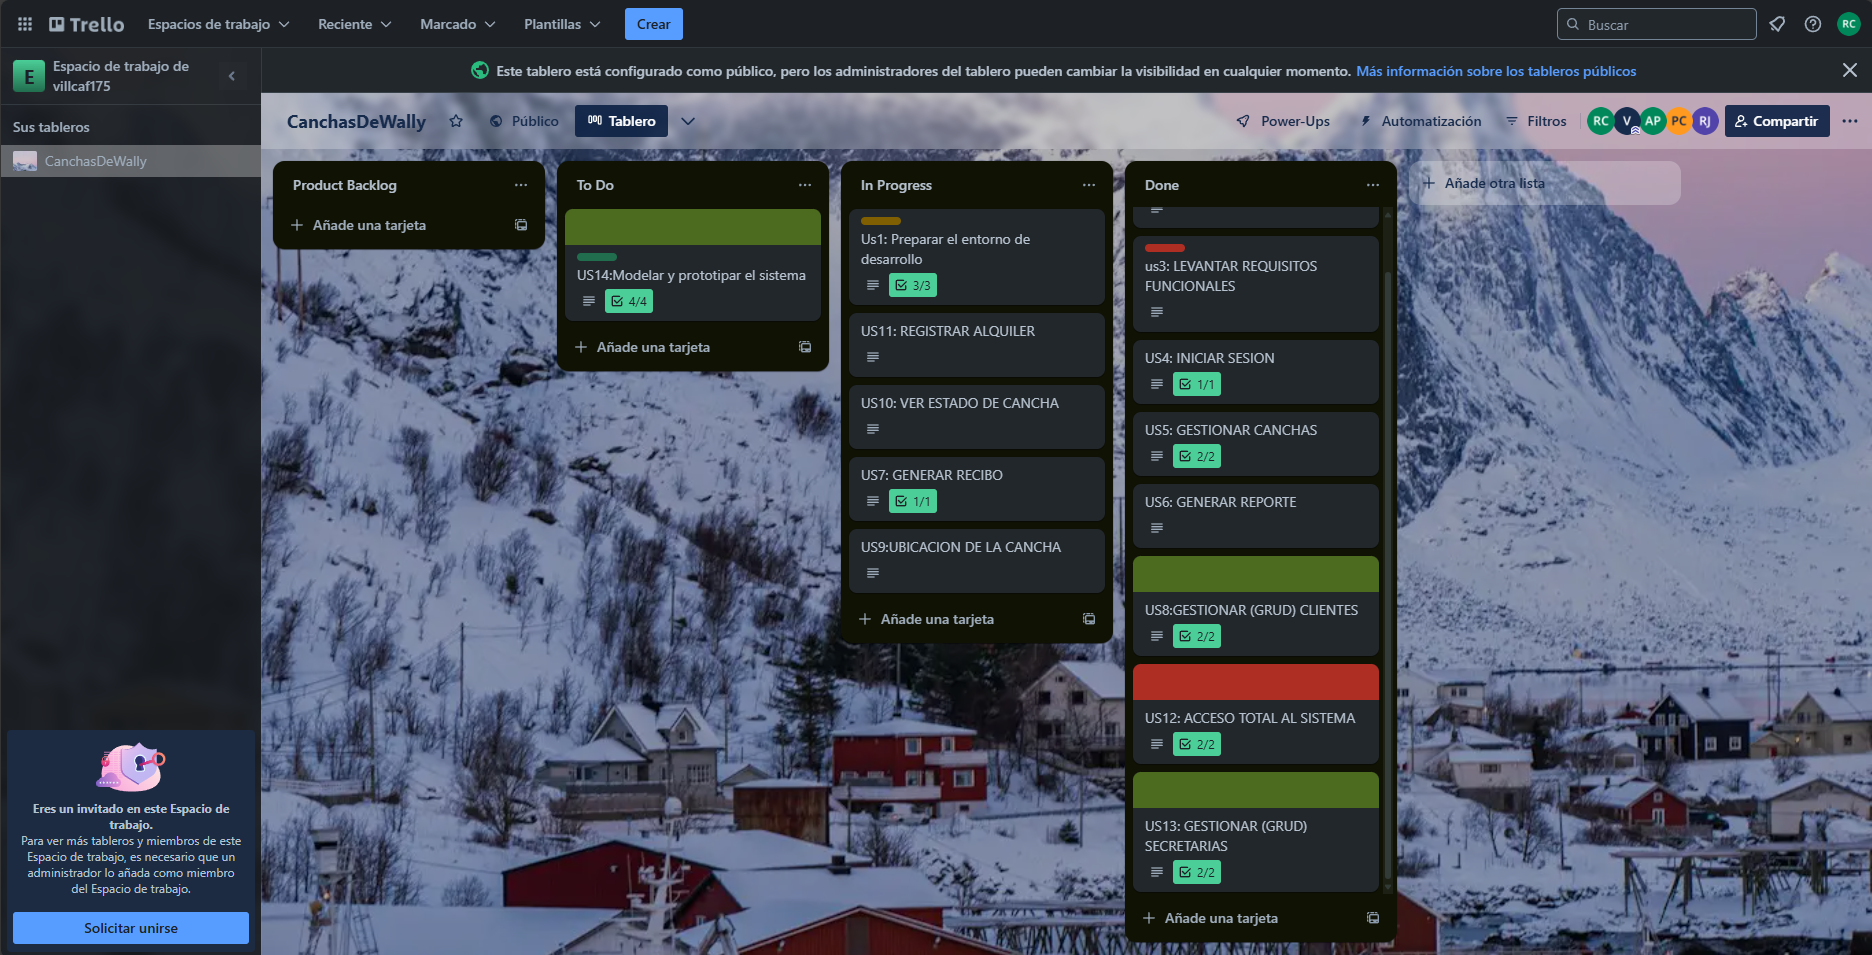 Trello
Espacios de trabajo
Reciente
Marcado
Plantillas
Crear
Buscar
RC
E
Espacio de trabajo de
villcaf175
Este tablero está configurado como público, pero los administradores del tablero pueden cambiar la visibilidad en cualquier momento. Más información sobre los tableros públicos
Sus tableros
CanchasDeWally
CanchasDeWally
Público
Tablero
Power-Ups
Automatización
Filtros
RC
V
AP
PC
RJ
Compartir
Product Backlog
Añade una tarjeta
To Do
US14:Modelar y prototipar el sistema
4/4
Añade una tarjeta
In Progress
Us1: Preparar el entorno de
desarrollo
3/3
US11: REGISTRAR ALQUILER
US10: VER ESTADO DE CANCHA
US7: GENERAR RECIBO
1/1
US9:UBICACION DE LA CANCHA
Añade una tarjeta
Done
us3: LEVANTAR REQUISITOS
FUNCIONALES
US4: INICIAR SESION
1/1
US5: GESTIONAR CANCHAS
2/2
US6: GENERAR REPORTE
US8:GESTIONAR (GRUD) CLIENTES
2/2
US12: ACCESO TOTAL AL SISTEMA
2/2
US13: GESTIONAR (GRUD)
SECRETARIAS
2/2
Añade una tarjeta
Añade otra lista
Eres un invitado en este Espacio de
trabajo.
Para ver más tableros y miembros de este
Espacio de trabajo, es necesario que un
administrador lo añada como miembro
del Espacio de trabajo.
Solicitar unirse